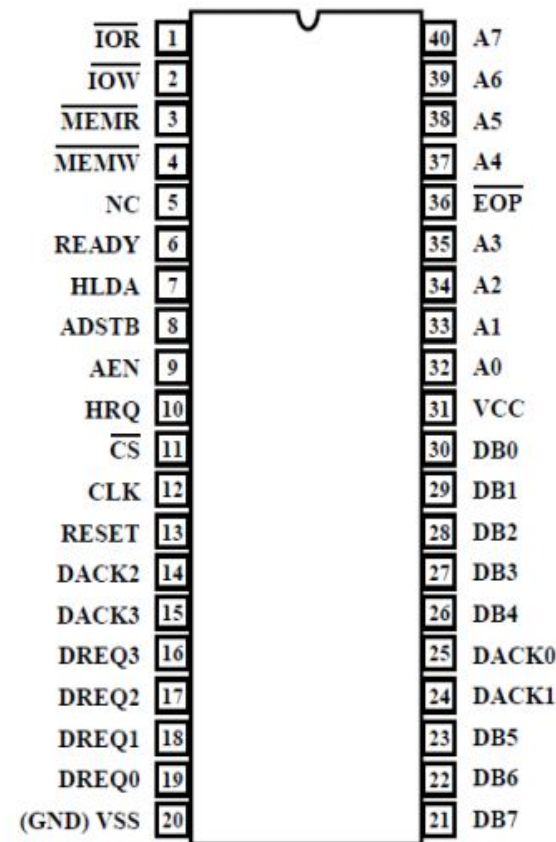 IOR 1 40 A7
IOW 2 39 A6
MEMR 3 38 A5
MEMW 4 37 A4
NC 5 36 EOP
READY 6 35 A3
HLDA 7 34 A2
ADSTB 8 33 A1
AEN 9 32 A0
HRQ 10 31 VCC
CS 11 30 DB0
CLK 12 29 DB1
RESET 13 28 DB2
DACK2 14 27 DB3
DACK3 15 26 DB4
DREQ3 16 25 DACK0
DREQ2 17 24 DACK1
DREQ1 18 23 DB5
DREQ0 19 22 DB6
(GND) VSS 20 21 DB7